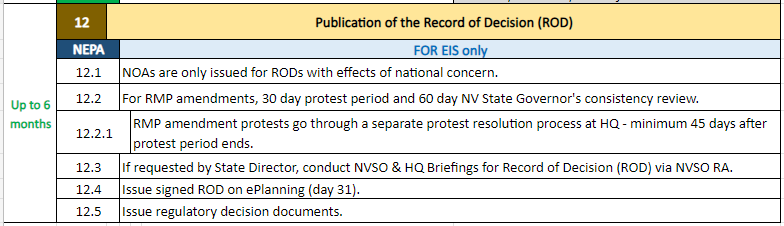 12 Publication of the Record of Decision (ROD)
NEPA FOR EIS only
Up to 6 months
12.1 NOAs are only issued for RODs with effects of national concern.
12.2 For RMP amendments, 30 day protest period and 60 day NV State Governor's consistency review.
12.2.1 RMP amendment protests go through a separate protest resolution process at HQ - minimum 45 days after
protest period ends.
12.3 If requested by State Director, conduct NVSO & HQ Briefings for Record of Decision (ROD) via NVSO RA.
12.4 Issue signed ROD on ePlanning (day 31).
12.5 Issue regulatory decision documents.